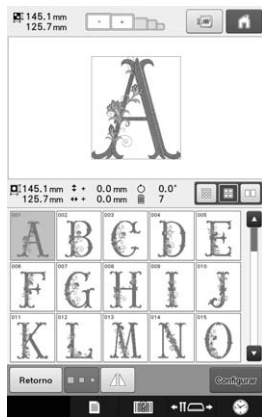 145.1 mm
125.7 mm
A
145.1 mm + 0.0 mm 0.0°
125.7 mm + 0.0 mm 7
001 002 003 004 005
A B C D E
006 007 008 009 010
F G H I J
011 012 013 014 015
K L M N O
Retorno Configurar